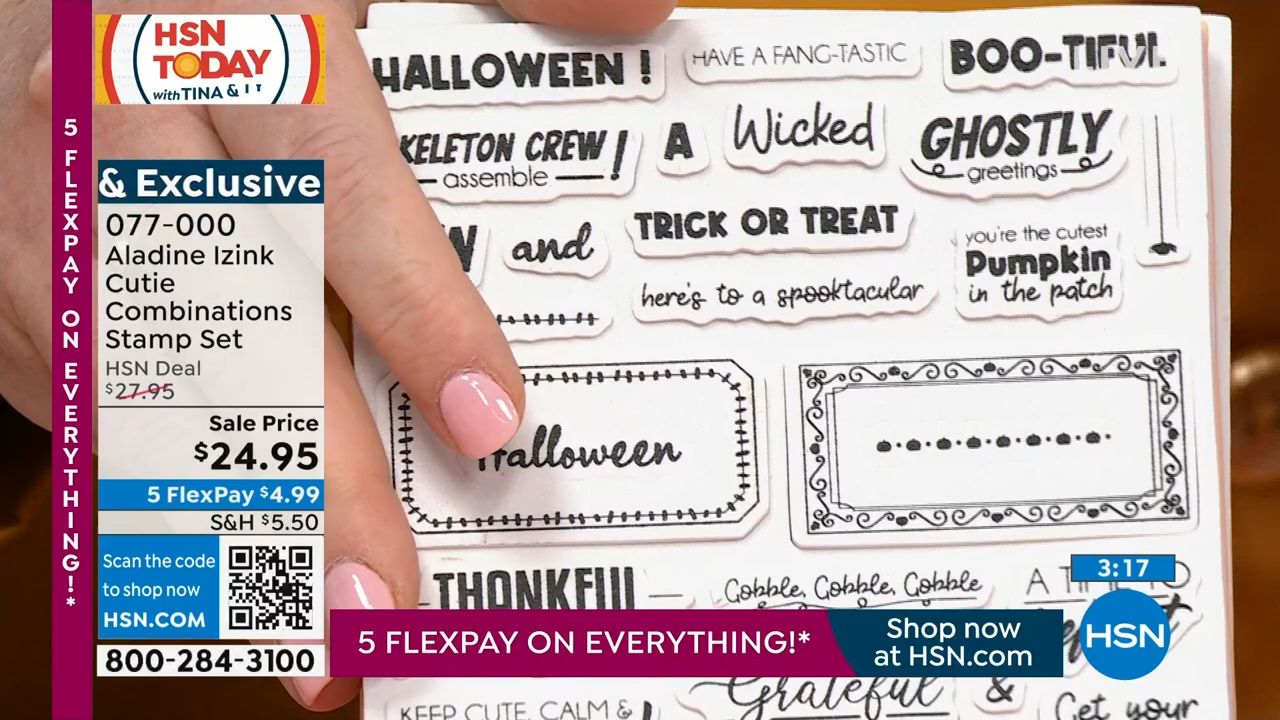 5 FLEXPAY ON EVERYTHING!*
HSN
TODAY
with TINA &
& Exclusive
077-000
Aladine Izink
Cutie
Combinations
Stamp Set
HSN Deal
$27.95
Sale Price
$24.95
5 FlexPay $4.99
S&H $5.50
Scan the code
to shop now
HSN.COM
800-284-3100
HALLOWEEN !
HAVE A FANG-TASTIC
BOO-TIFUL
KELETON CREW !
assemble
A
Wicked
GHOSTLY
greetings
and
TRICK OR TREAT
here's to a spooktacular
you're the cutest
Pumpkin
in the patch
Halloween
THANKFUL
Gobble, Gobble, Gobble
A TIME TO
Grateful
&
KEEP CUTE, CALM & !
Get your
3:17
5 FLEXPAY ON EVERYTHING!*
Shop now
at HSN.com
HSN